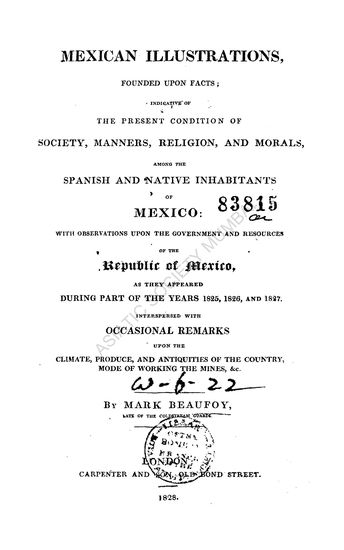 MEXICAN ILLUSTRATIONS,
FOUNDED UPON FACTS;
INDICATIVE OF
THE PRESENT CONDITION OF
SOCIETY, MANNERS, RELIGION, AND MORALS,
AMONG THE
SPANISH AND NATIVE INHABITANTS
OF
MEXICO:
83815
WITH OBSERVATIONS UPON THE GOVERNMENT AND RESOURCES
OF THE
Republic of Mexico,
AS THEY APPEARED
DURING PART OF THE YEARS 1825, 1826, AND 1827.
INTERSPERSED WITH
OCCASIONAL REMARKS
UPON THE
CLIMATE, PRODUCE, AND ANTIQUITIES OF THE COUNTRY,
MODE OF WORKING THE MINES, &c.
W-6-22
BY MARK BEAUFOY,
LATE OF THE COLDSTREAM GUARDS
LONDON:
CARPENTER AND SON, OLD BOND STREET.
1828.
ASIATIC SOCIETY MUMBAI